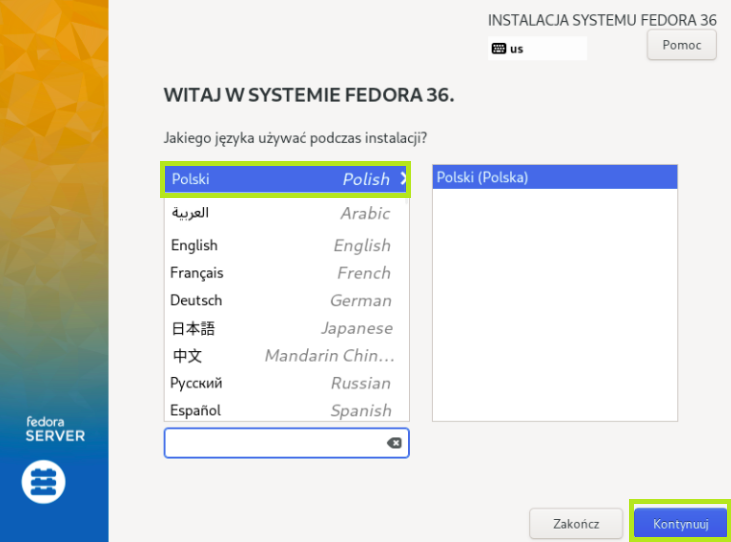 INSTALACJA SYSTEMU FEDORA 36
us
Pomoc
WITAJ W SYSTEMIE FEDORA 36.
Jakiego języka używać podczas instalacji?
Polski Polish
العربية Arabic
English English
Français French
Deutsch German
日本語 Japanese
中文 Mandarin Chin...
Русский Russian
Español Spanish
Polski (Polska)
fedora
SERVER
Zakończ
Kontynuuj